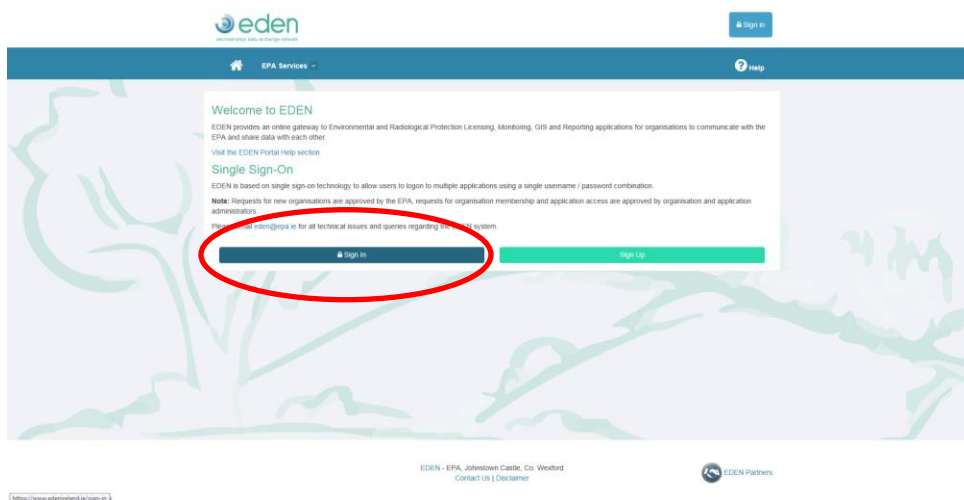 eden
environmental data exchange network
Sign in
EPA Services
Help
Welcome to EDEN
EDEN provides an online gateway to Environmental and Radiological Protection Licensing, Monitoring, GIS and Reporting applications for organisations to communicate with the
EPA and share data with each other
Visit the EDEN Portal Help section
Single Sign-On
EDEN is based on single sign-on technology to allow users to logon to multiple applications using a single username / password combination.
Note: Requests for new organisations are approved by the EPA, requests for organisation membership and application access are approved by organisation and application
administrators.
eden@epa.ie for all technical issues and queries regarding the system.
Sign In
Sign Up
EDEN - EPA, Johnstown Castle, Co. Wexford
Contact Us | Disclaimer
EDEN Partners
https://www.edenireland.ie/sign-in